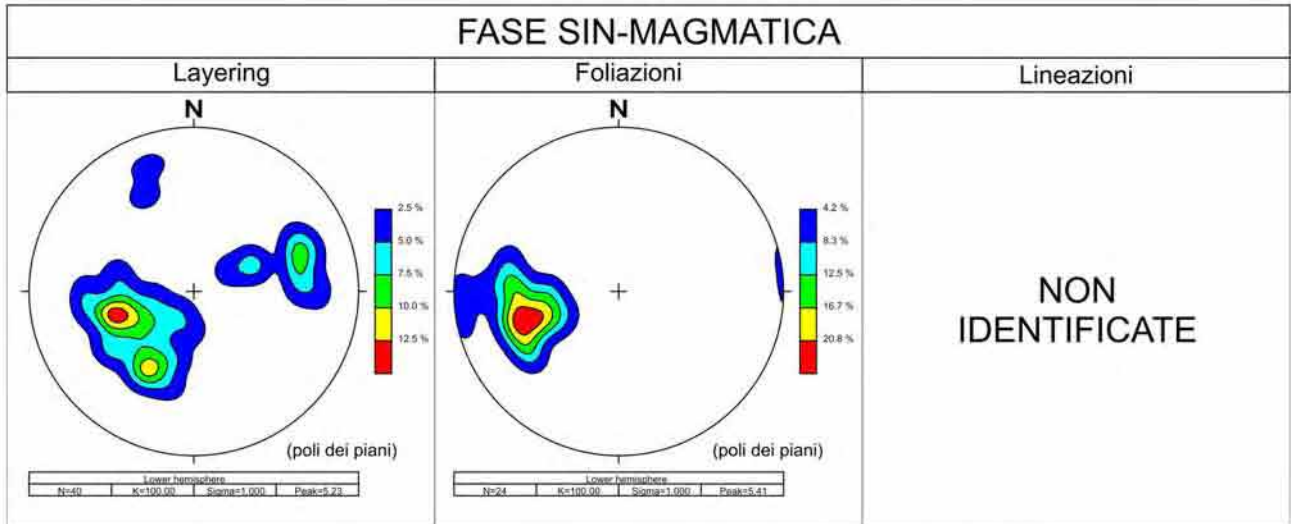 FASE SIN-MAGMATICA
Layering
Foliazioni
Lineazioni
N
2.5 %
5.0 %
7.5 %
10.0 %
12.5 %
(poli dei piani)
Lower hemisphere
N=40 K=100.00 Sigma=1.000 Peak=5.23
N
4.2 %
8.3 %
12.5 %
16.7 %
20.8 %
(poli dei piani)
Lower hemisphere
N=24 K=100.00 Sigma=1.000 Peak=5.41
NON
IDENTIFICATE